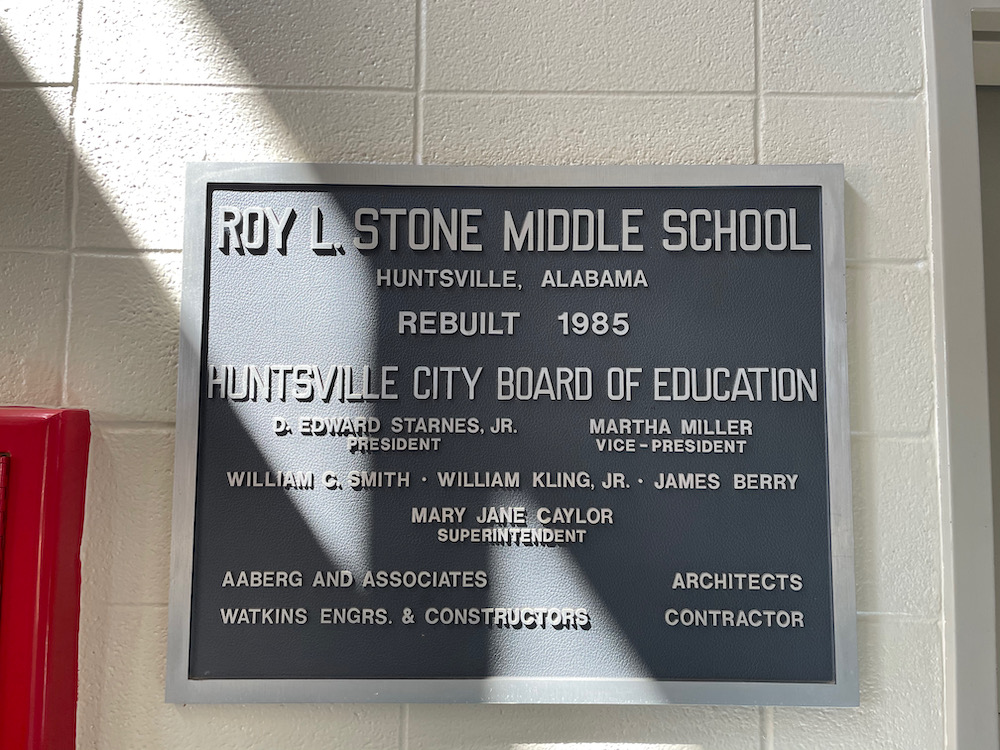 ROY L. STONE MIDDLE SCHOOL
HUNTSVILLE, ALABAMA
REBUILT 1985
HUNTSVILLE CITY BOARD OF EDUCATION
D. EDWARD STARNES, JR. MARTHA MILLER
PRESIDENT VICE-PRESIDENT
WILLIAM C. SMITH · WILLIAM KLING, JR. · JAMES BERRY
MARY JANE CAYLOR
SUPERINTENDENT
AABERG AND ASSOCIATES ARCHITECTS
WATKINS ENGRS. & CONSTRUCTORS CONTRACTOR